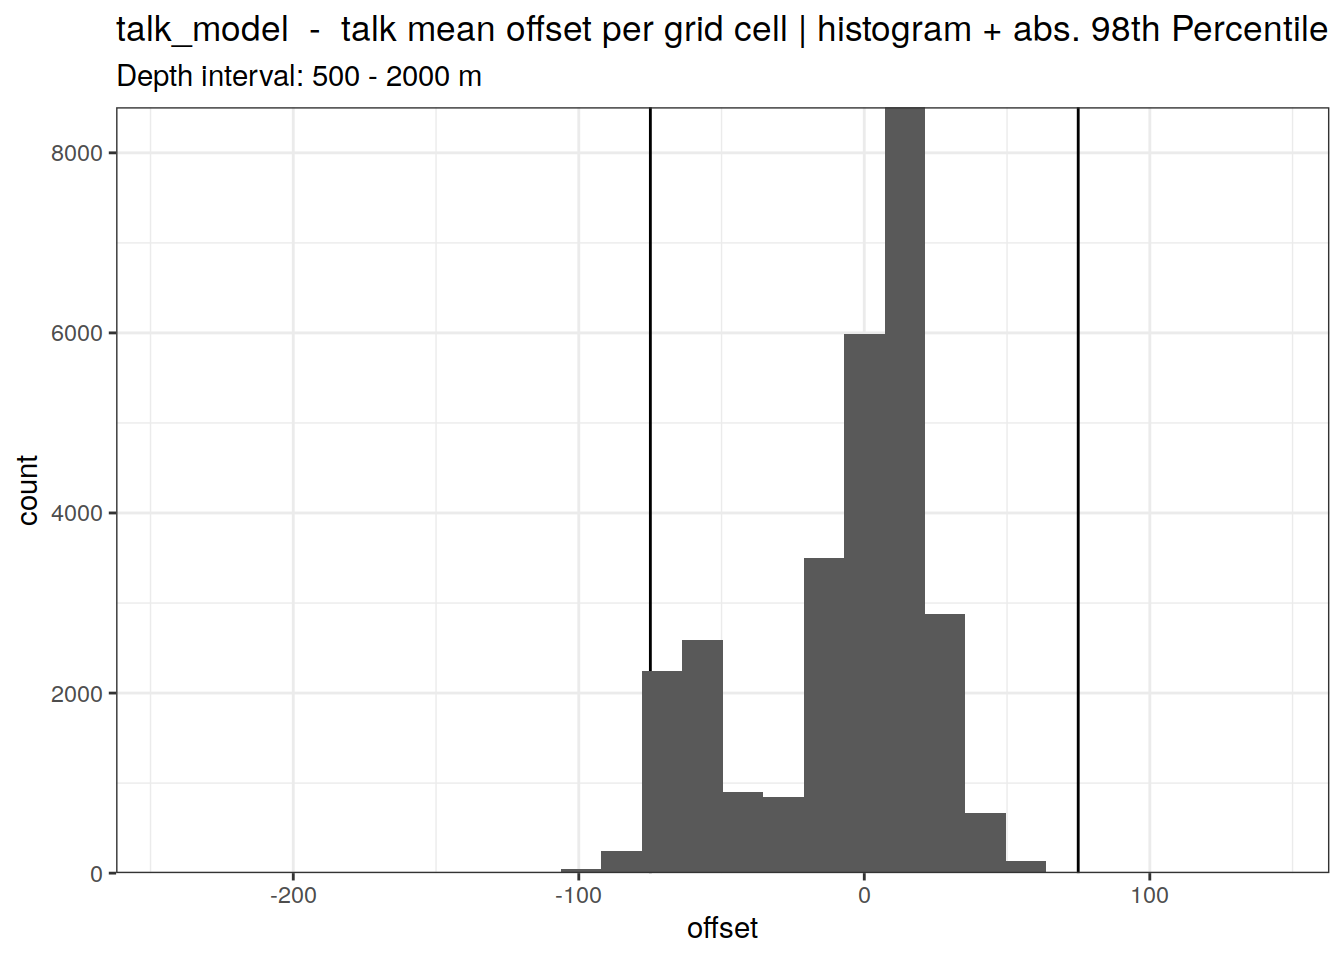 talk_model  -  talk mean offset per grid cell | histogram + abs. 98th Percentile
Depth interval: 500 - 2000 m
8000
6000
4000
2000
0
count
-200
-100
0
100
offset